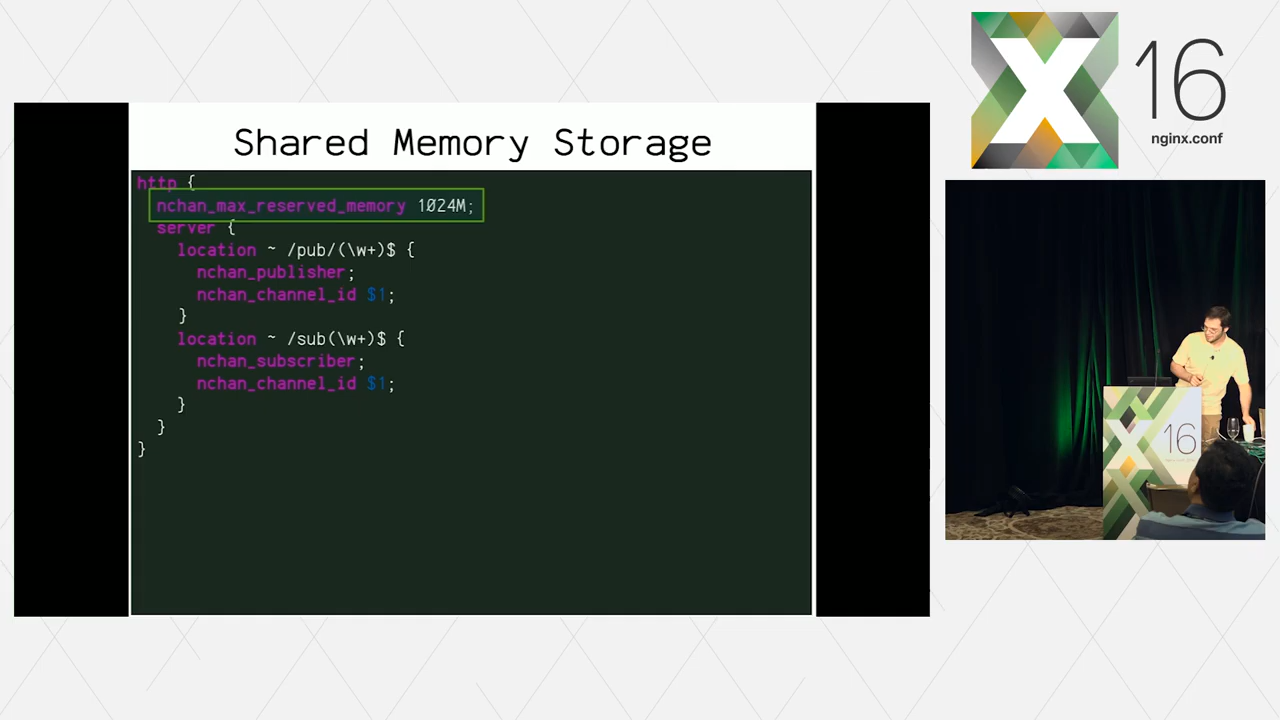 Shared Memory Storage
http {
nchan_max_reserved_memory 1024M;
server {
location ~ /pub/(\w+)$ {
nchan_publisher;
nchan_channel_id $1;
}
location ~ /sub(\w+)$ {
nchan_subscriber;
nchan_channel_id $1;
}
}
}
X 16
nginx.conf
16